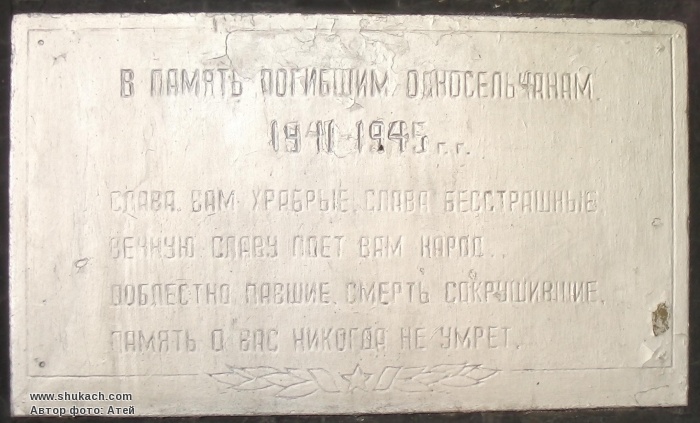 В ПАМЯТЬ ПОГИБШИМ ОДНОСЕЛЬЧАНАМ.
1941-1945 г.г.
СЛАВА ВАМ УРАБРЫЕ, СЛАВА БЕССТРАШНЫЕ,
ВЕЧНУЮ СЛАВУ ПОЕТ ВАМ НАРОД.
ДОБЛЕСТНО ПАВШИЕ, СМЕРТЬ СОКРУШИВШИЕ,
ПАМЯТЬ О ВАС НИКОГДА НЕ УМРЕТ.
www.shukach.com
Автор фото: Атей